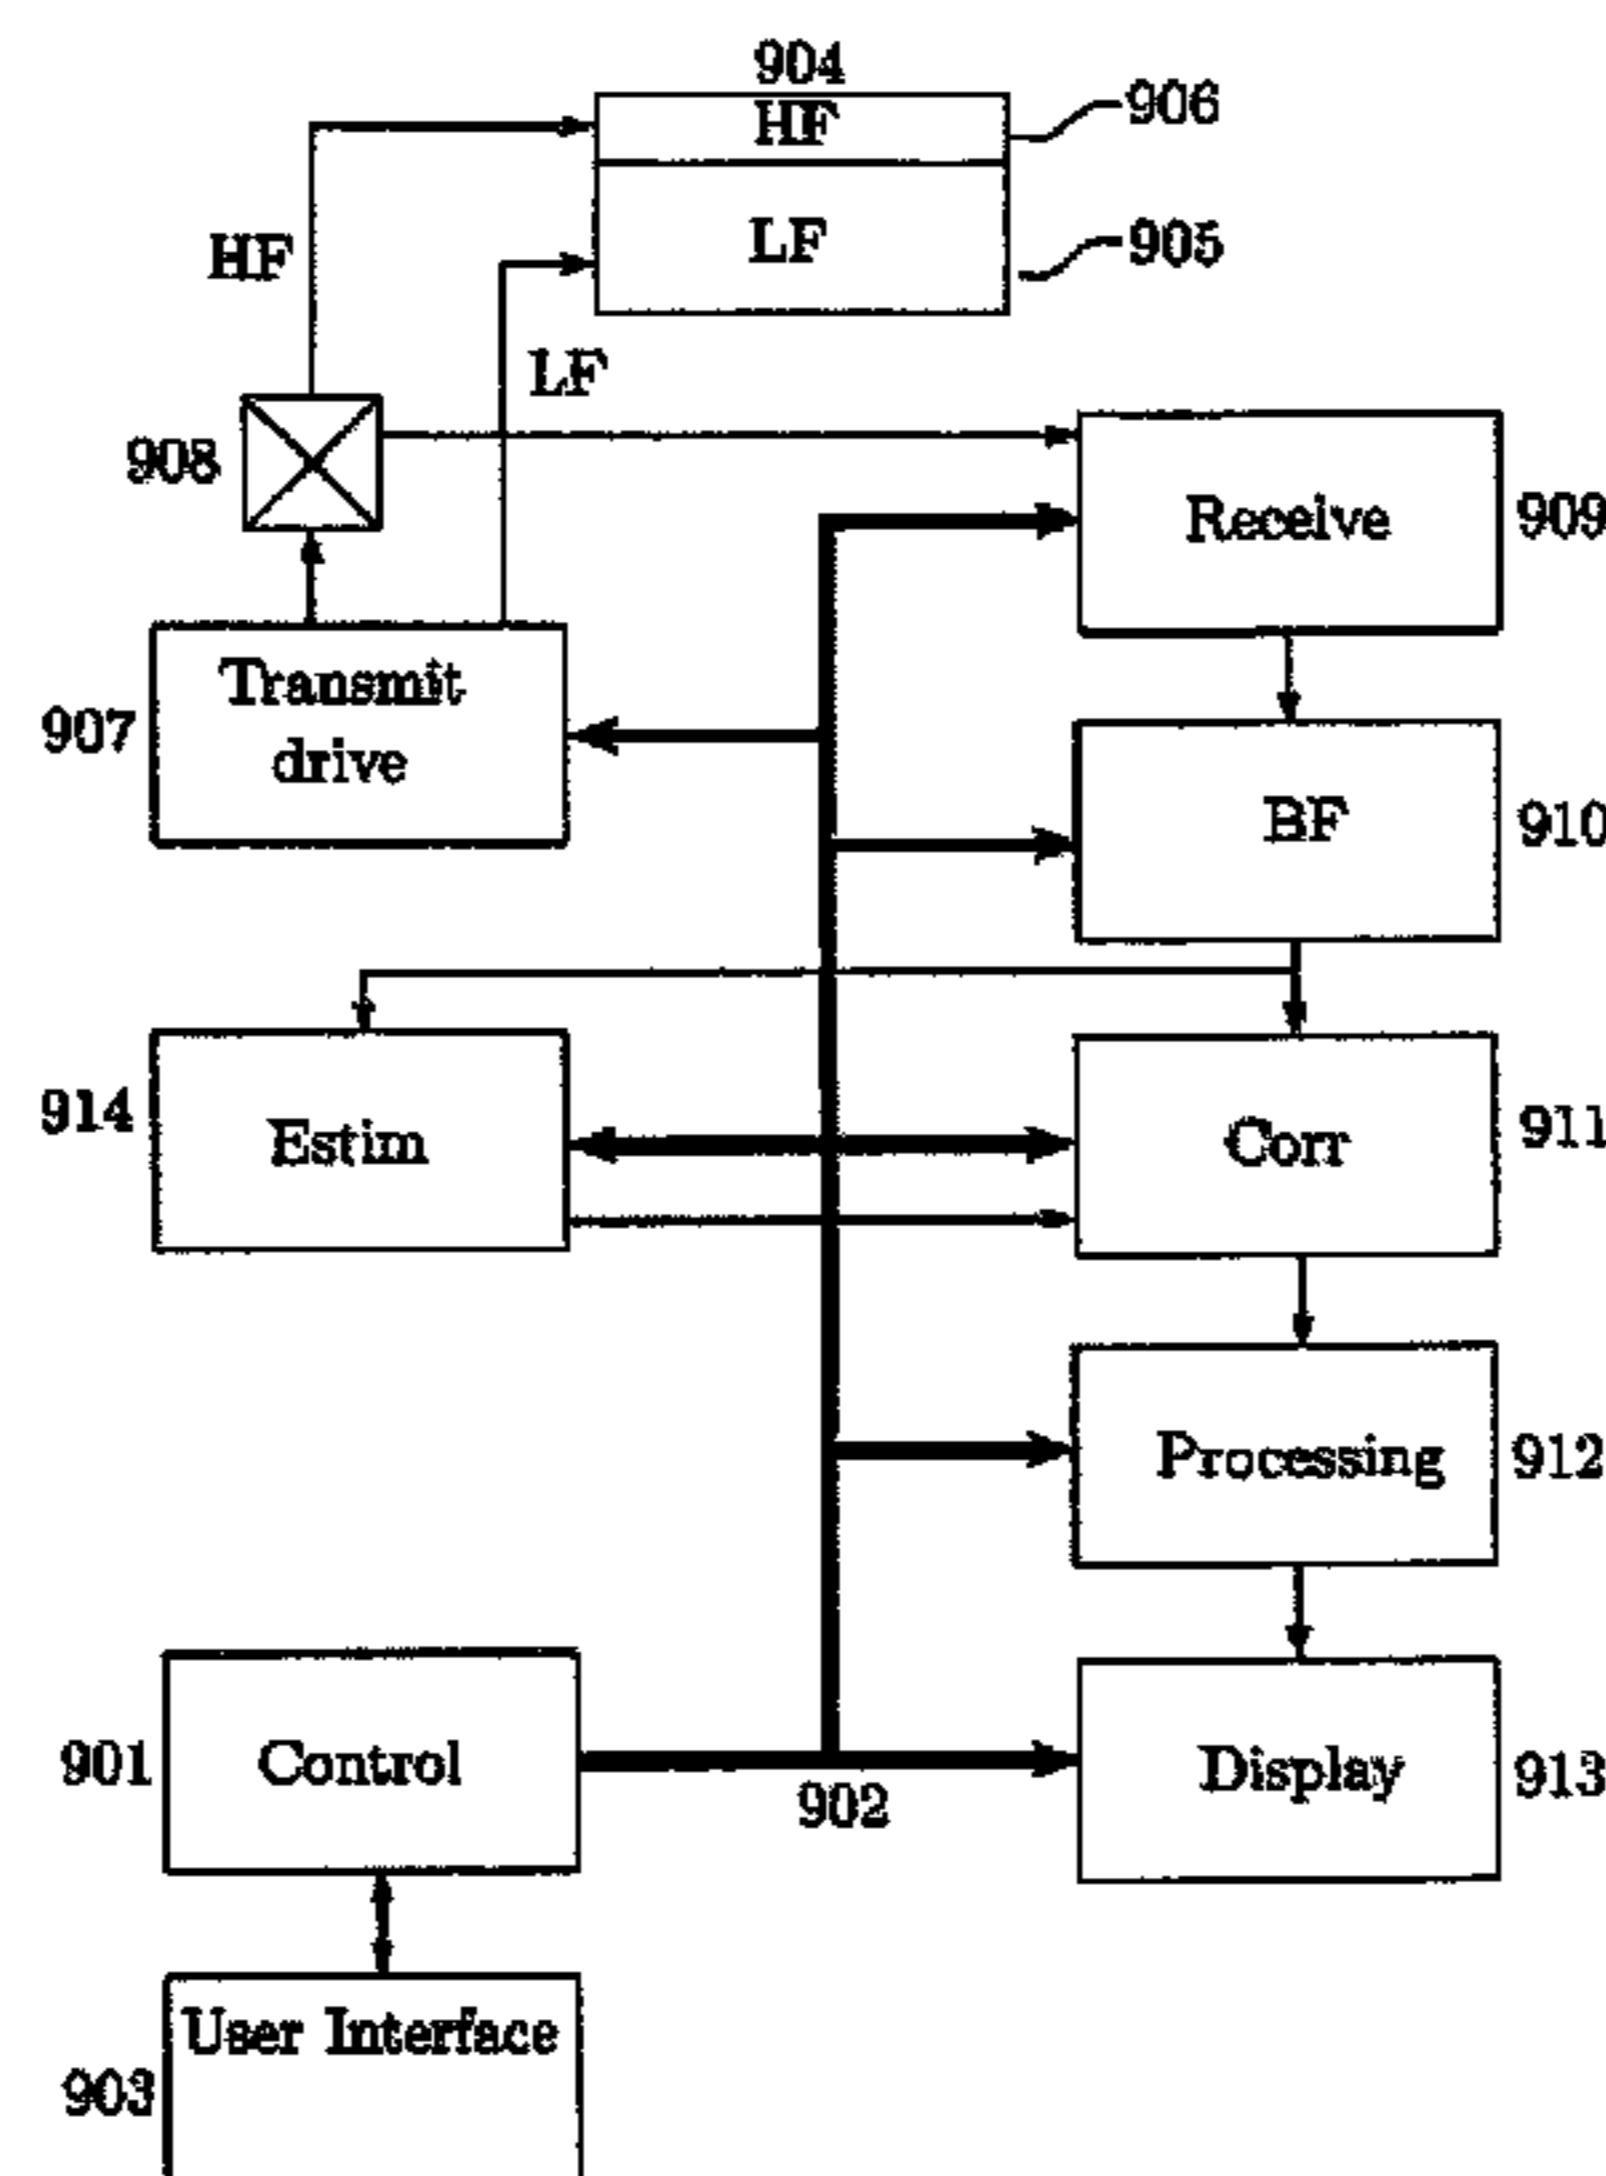 904
HF
906
LF
905
HF
LF
908
Receive
909
Transmit
drive
907
BF
910
914
Estim
Corr
911
Processing
912
901
Control
902
Display
913
User Interface
903